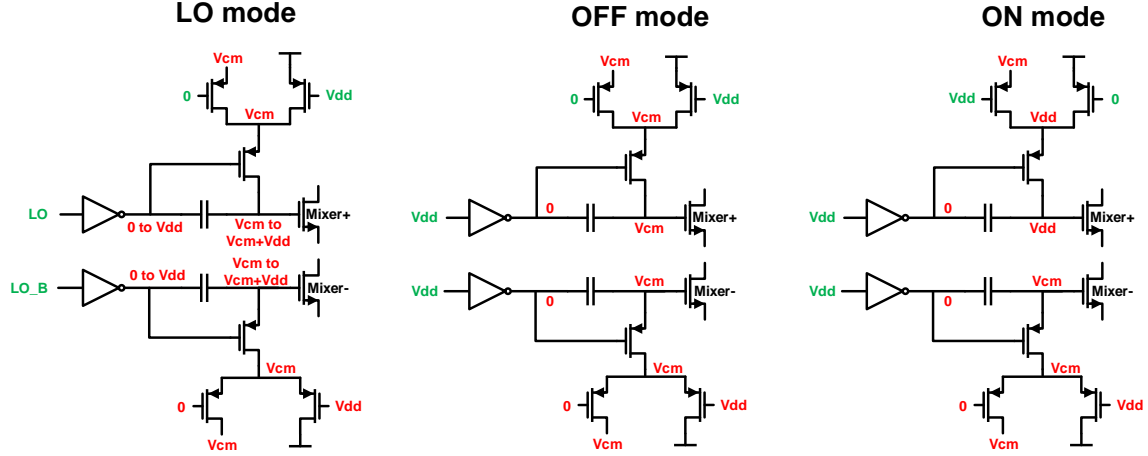 LO mode
OFF mode
ON mode
Vcm
0
Vdd
Vcm
LO
0 to Vdd
Vcm to
Vcm+Vdd
Mixer+
LO_B
0 to Vdd
Vcm to
Vcm+Vdd
Mixer-
Vcm
0
Vdd
Vcm
Vcm
0
Vdd
Vcm
Vdd
0
Vcm
Mixer+
Vdd
0
Vcm
Mixer-
Vcm
0
Vdd
Vcm
Vcm
Vdd
0
Vdd
Vdd
0
Vdd
Mixer+
Vdd
0
Vcm
Mixer-
Vcm
0
Vdd
Vcm